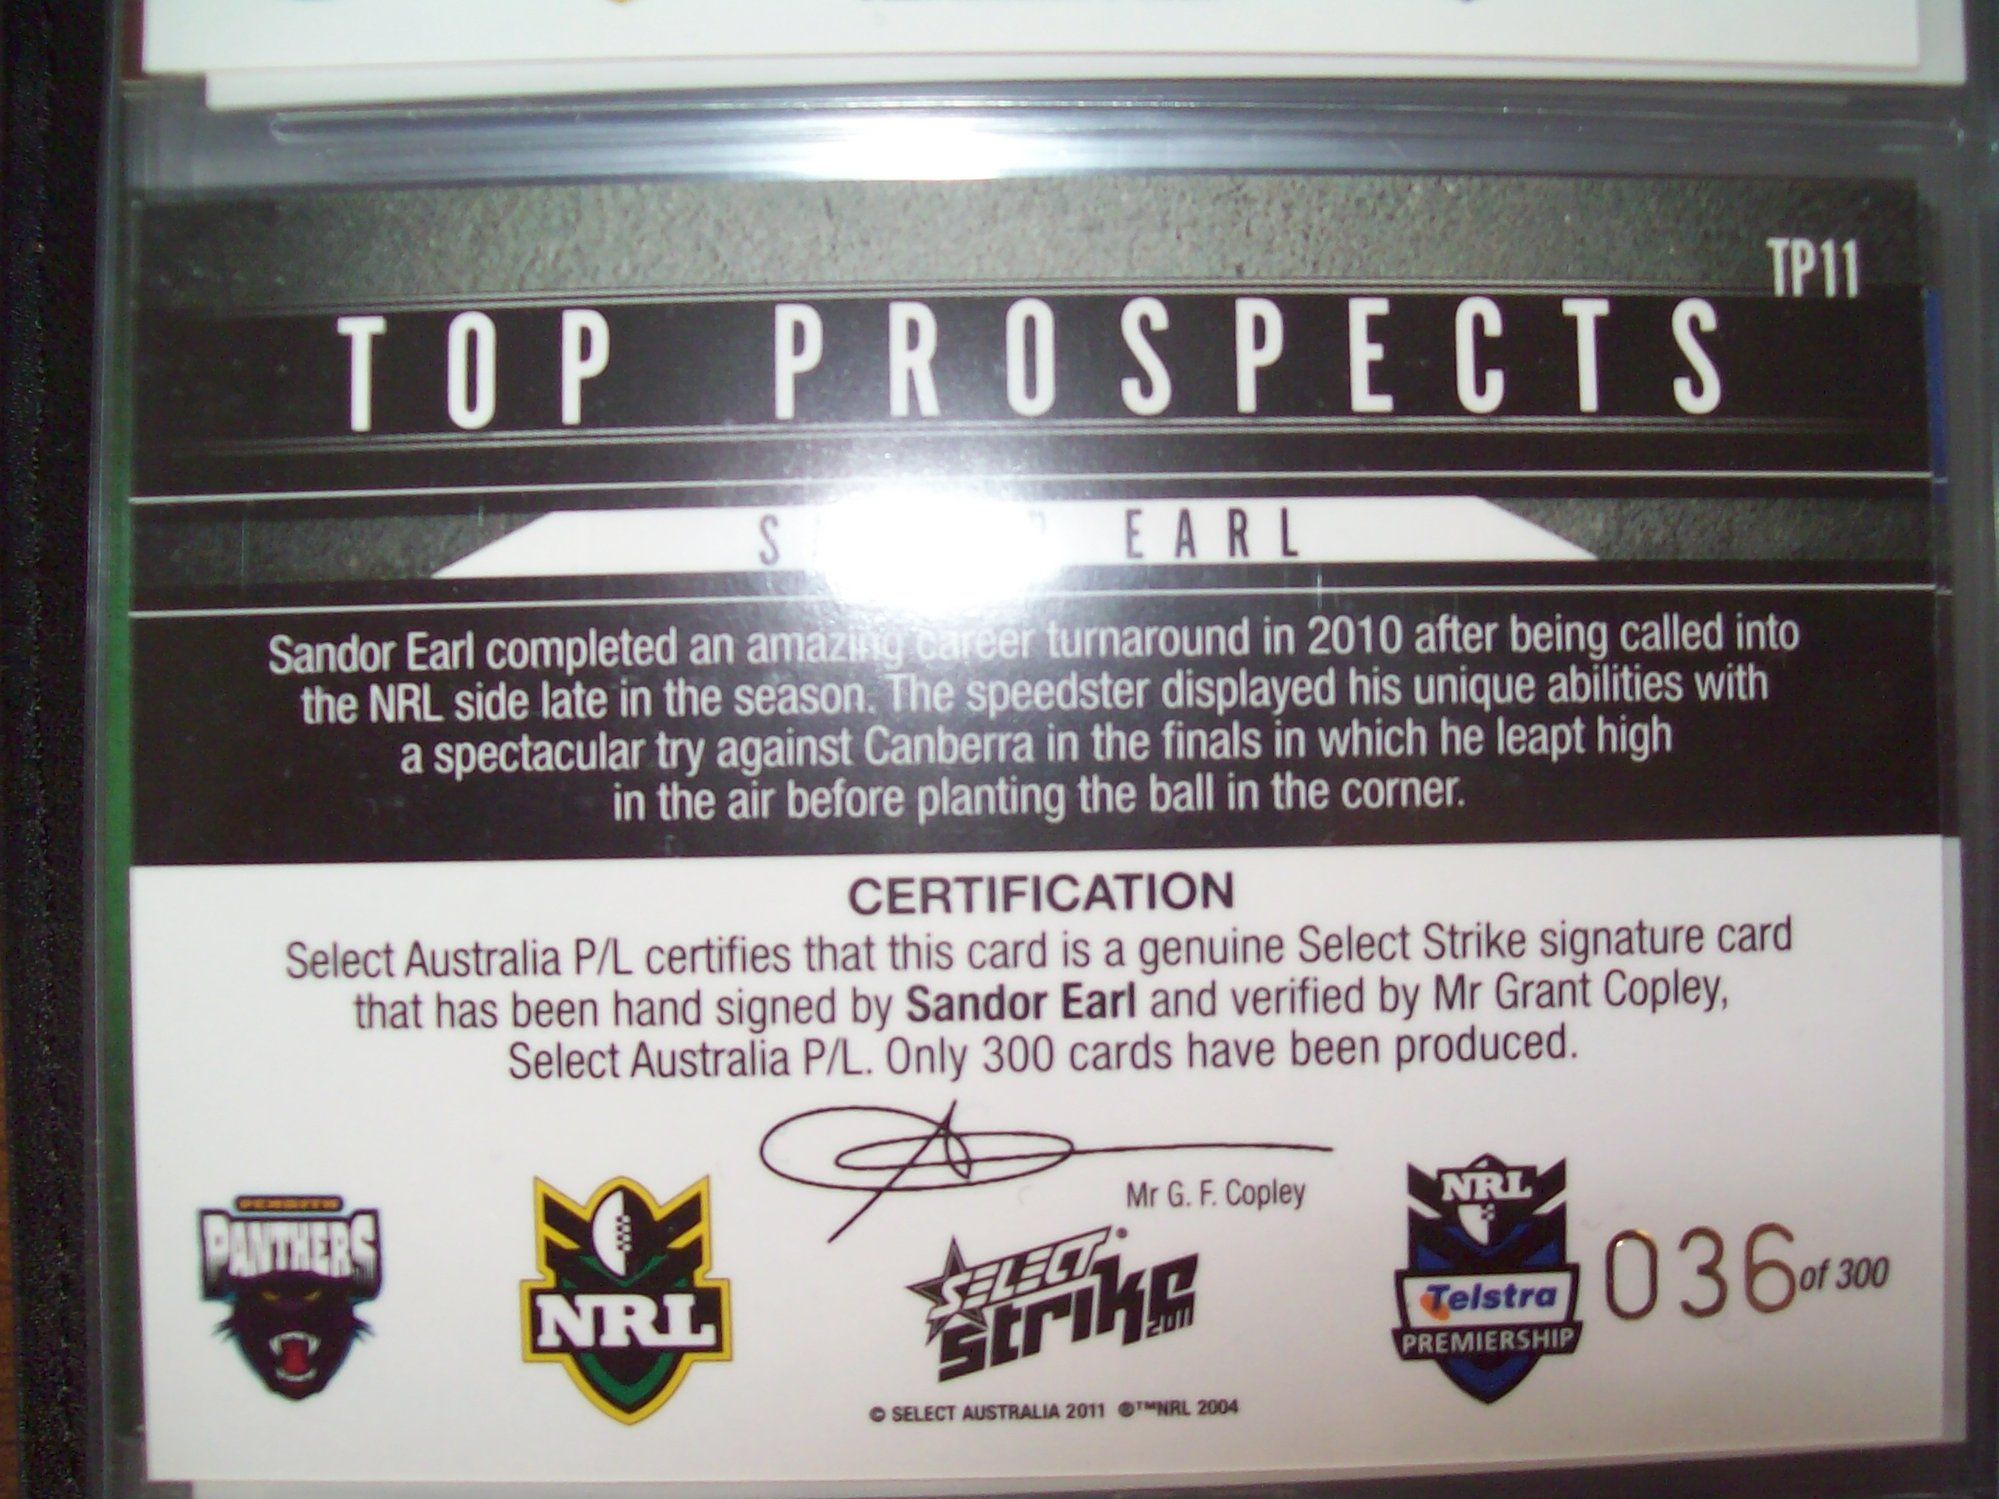 TP11
TOP PROSPECTS
EARL
Sandor Earl completed an amazing career turnaround in 2010 after being called into
the NRL side late in the season. The speedster displayed his unique abilities with
a spectacular try against Canberra in the finals in which he leapt high
in the air before planting the ball in the corner.
CERTIFICATION
Select Australia P/L certifies that this card is a genuine Select Strike signature card
that has been hand signed by Sandor Earl and verified by Mr Grant Copley,
Select Australia P/L. Only 300 cards have been produced.
Mr G. F. Copley
PENRITH
PANTHERS
NRL
SELECT
STRIKE
2011
NRL
Telstra
PREMIERSHIP
036 of 300
© SELECT AUSTRALIA 2011 ®™NRL 2004